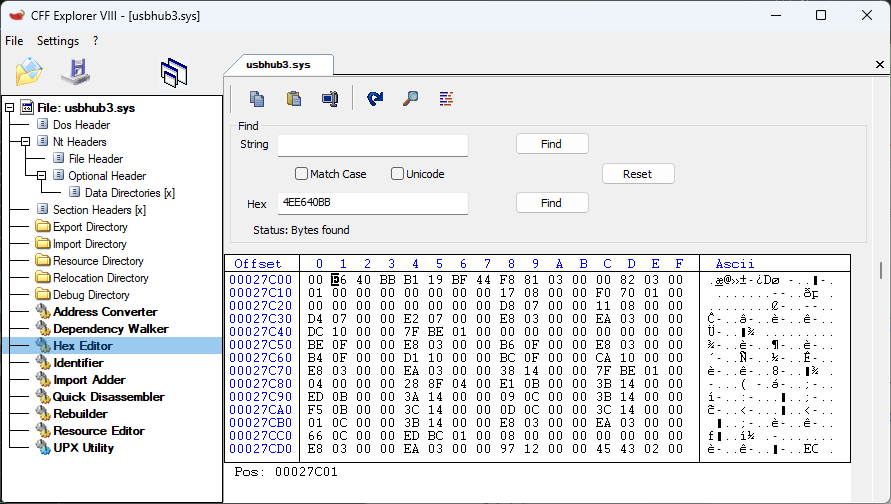 CFF Explorer VIII - [usbhub3.sys]
File Settings ?
usbhub3.sys
File: usbhub3.sys
Dos Header
Nt Headers
File Header
Optional Header
Data Directories [x]
Section Headers [x]
Export Directory
Import Directory
Resource Directory
Relocation Directory
Debug Directory
Address Converter
Dependency Walker
Hex Editor
Identifier
Import Adder
Quick Disassembler
Rebuilder
Resource Editor
UPX Utility
Find
String
Find
Match Case
Unicode
Reset
Hex
4EE640BB
Find
Status: Bytes found
Offset 0 1 2 3 4 5 6 7 8 9 A B C D E F Ascii
00027C00 00 E6 40 BB B1 19 BF 44 F8 81 03 00 00 82 03 00
00027C10 01 00 00 00 00 00 00 00 17 08 00 00 F0 70 01 00
00027C20 00 00 00 00 00 00 00 00 D8 07 00 00 11 08 00 00
00027C30 D4 07 00 00 E2 07 00 00 E8 03 00 00 EA 03 00 00
00027C40 DC 10 00 00 7F BE 01 00 00 00 00 00 00 00 00 00
00027C50 BE 0F 00 00 E8 03 00 00 B6 0F 00 00 E8 03 00 00
00027C60 B4 0F 00 00 D1 10 00 00 BC 0F 00 00 CA 10 00 00
00027C70 E8 03 00 00 EA 03 00 00 38 14 00 00 7F BE 01 00
00027C80 04 00 00 00 28 8F 04 00 E1 0B 00 00 3B 14 00 00
00027C90 ED 0B 00 00 3A 14 00 00 09 0C 00 00 3B 14 00 00
00027CA0 F5 0B 00 00 3C 14 00 00 0D 0C 00 00 3C 14 00 00
00027CB0 01 0C 00 00 3B 14 00 00 E8 03 00 00 EA 03 00 00
00027CC0 66 0C 00 00 ED BC 01 00 08 00 00 00 00 00 00 00
00027CD0 E8 03 00 00 EA 03 00 00 97 12 00 00 45 43 02 00
Pos: 00027C01